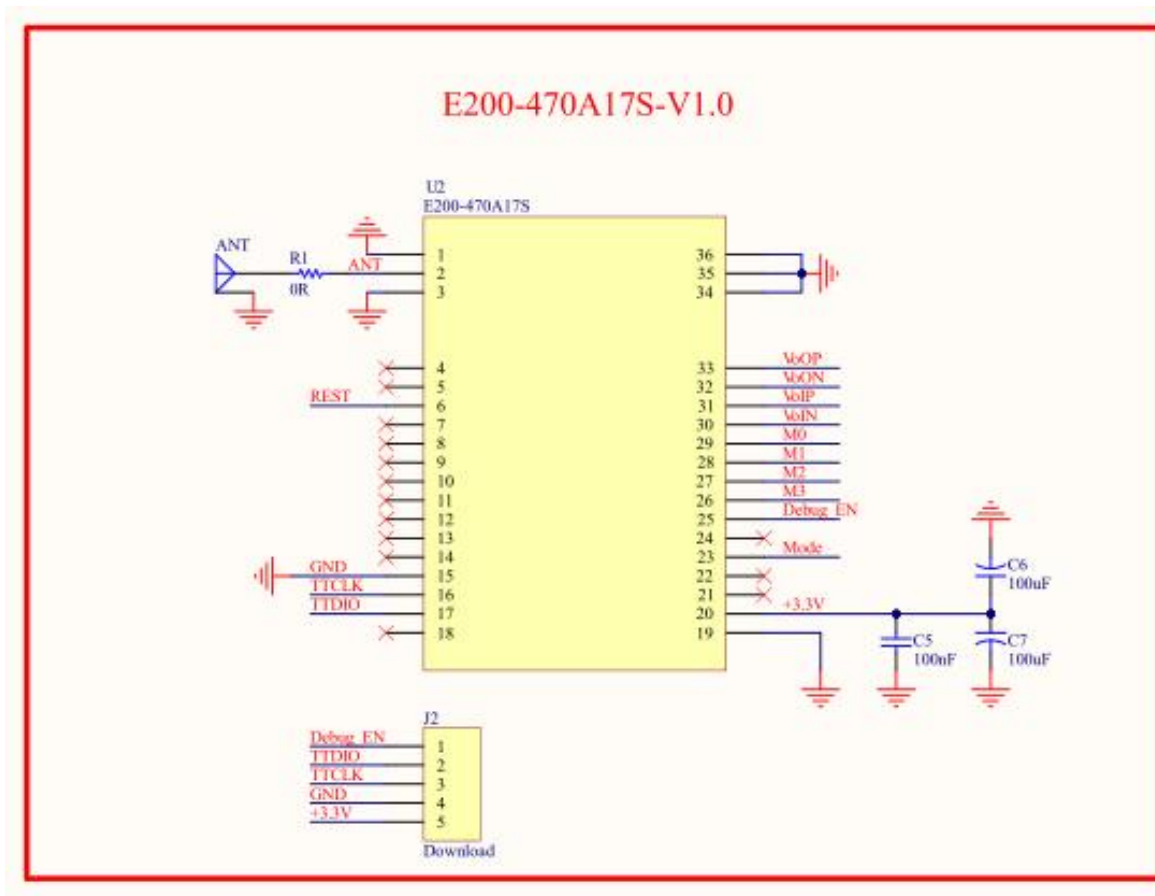 E200-470A17S-V1.0
U2
E200-470A17S
ANT
R1
0R
ANT
1
2
3
36
35
34
4
5
REST
6
7
8
9
10
11
12
13
14
GND
15
TTCLK
16
TTDIO
17
18
VoOP
33
VoON
32
VoIP
31
VoIN
30
M0
29
M1
28
M2
27
M3
26
Debug_EN
25
24
Mode
23
22
21
+3.3V
20
19
C5
100nF
C6
100uF
C7
100uF
J2
Debug_EN
1
TTDIO
2
TTCLK
3
GND
4
+3.3V
5
Download